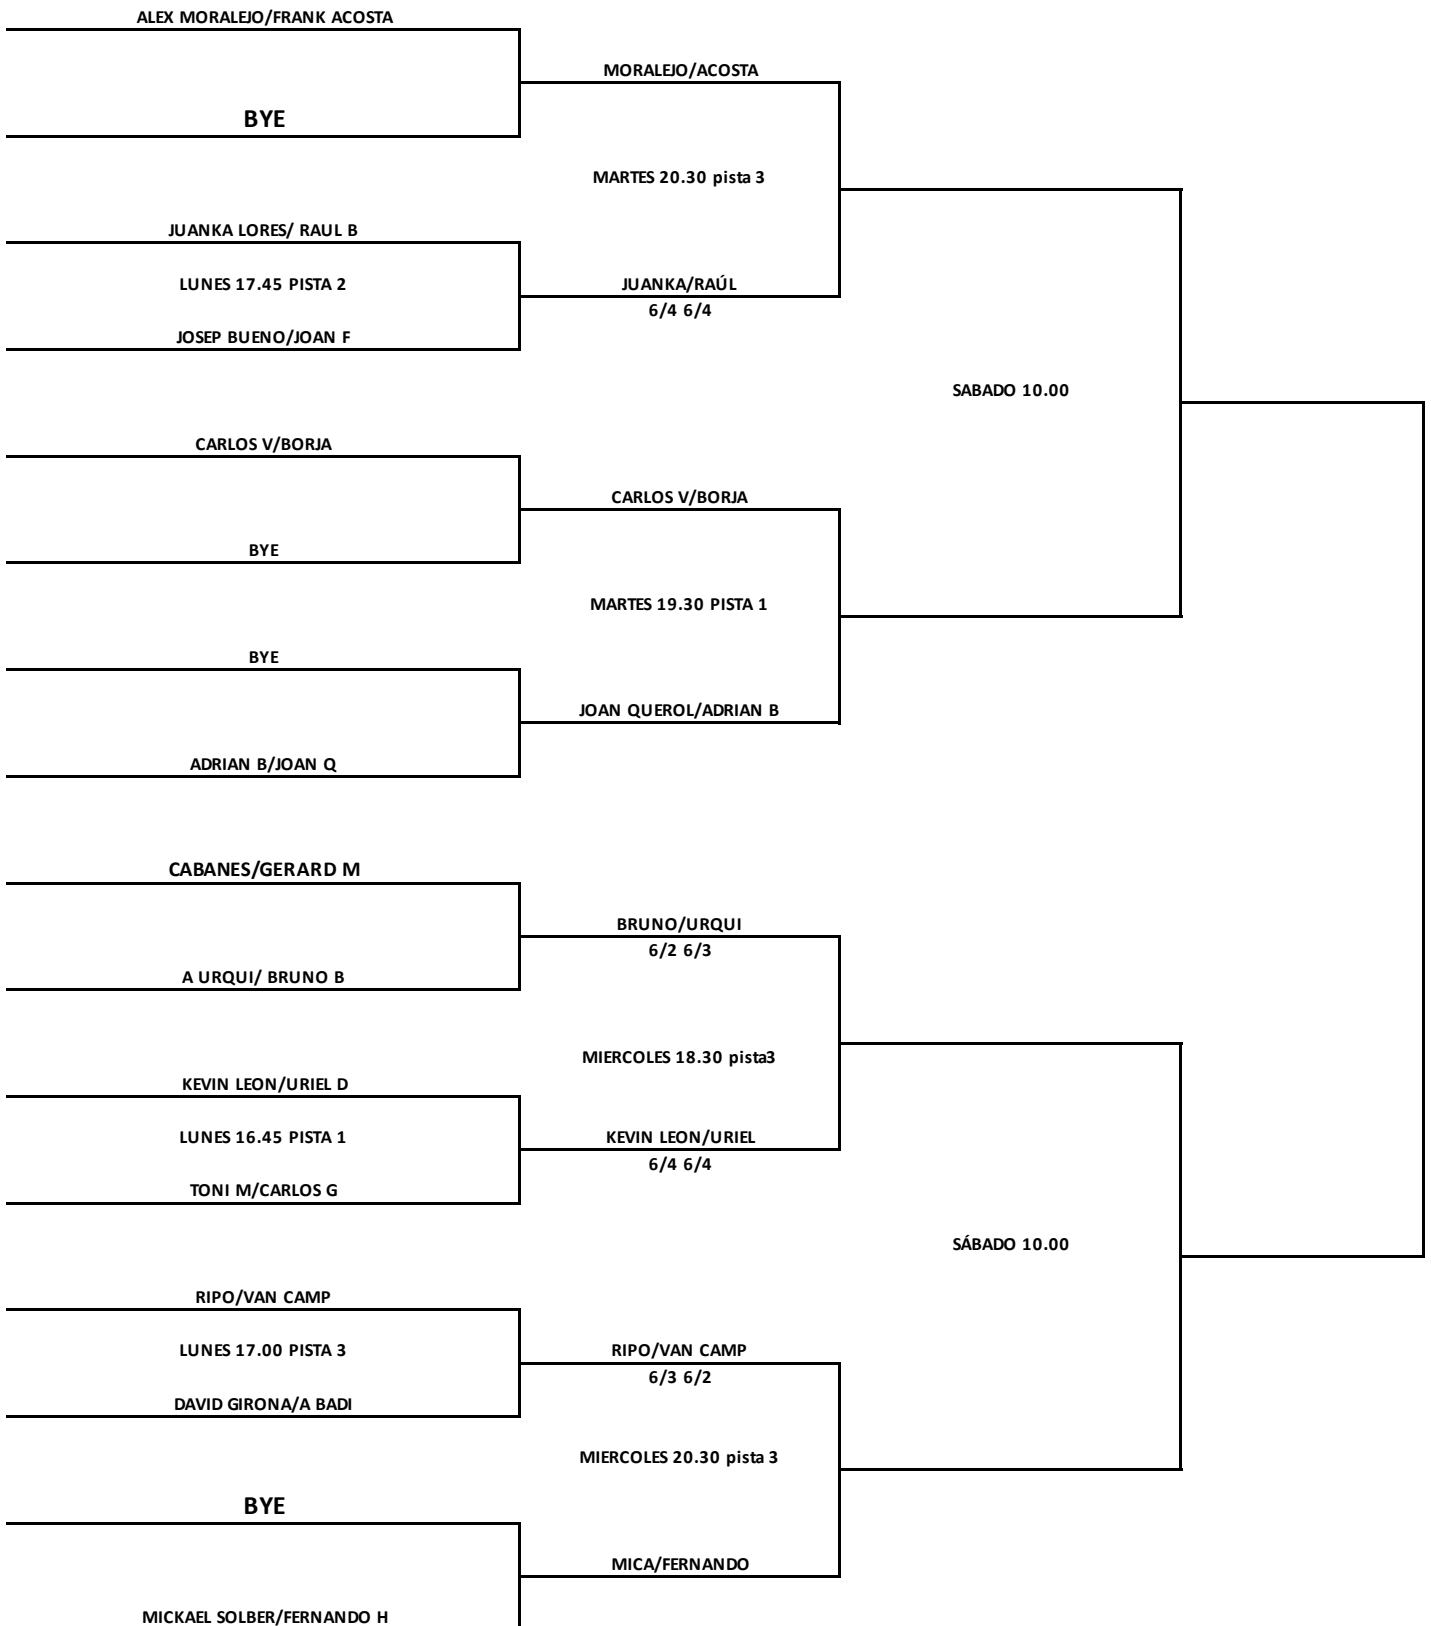 ALEX MORALEJO/FRANK ACOSTA
MORALEJO/ACOSTA
BYE
MARTES 20.30 pista 3
JUANKA LORES/ RAUL B
LUNES 17.45 PISTA 2
JUANKA/RAÚL
6/4 6/4
JOSEP BUENO/JOAN F
SABADO 10.00
CARLOS V/BORJA
CARLOS V/BORJA
BYE
MARTES 19.30 PISTA 1
BYE
JOAN QUEROL/ADRIAN B
ADRIAN B/JOAN Q
CABANES/GERARD M
BRUNO/URQUI
6/2 6/3
A URQUI/ BRUNO B
MIERCOLES 18.30 pista3
KEVIN LEON/URIEL D
LUNES 16.45 PISTA 1
KEVIN LEON/URIEL
6/4 6/4
TONI M/CARLOS G
SÁBADO 10.00
RIPO/VAN CAMP
LUNES 17.00 PISTA 3
RIPO/VAN CAMP
6/3 6/2
DAVID GIRONA/A BADI
MIERCOLES 20.30 pista 3
BYE
MICA/FERNANDO
MICKAEL SOLBER/FERNANDO H